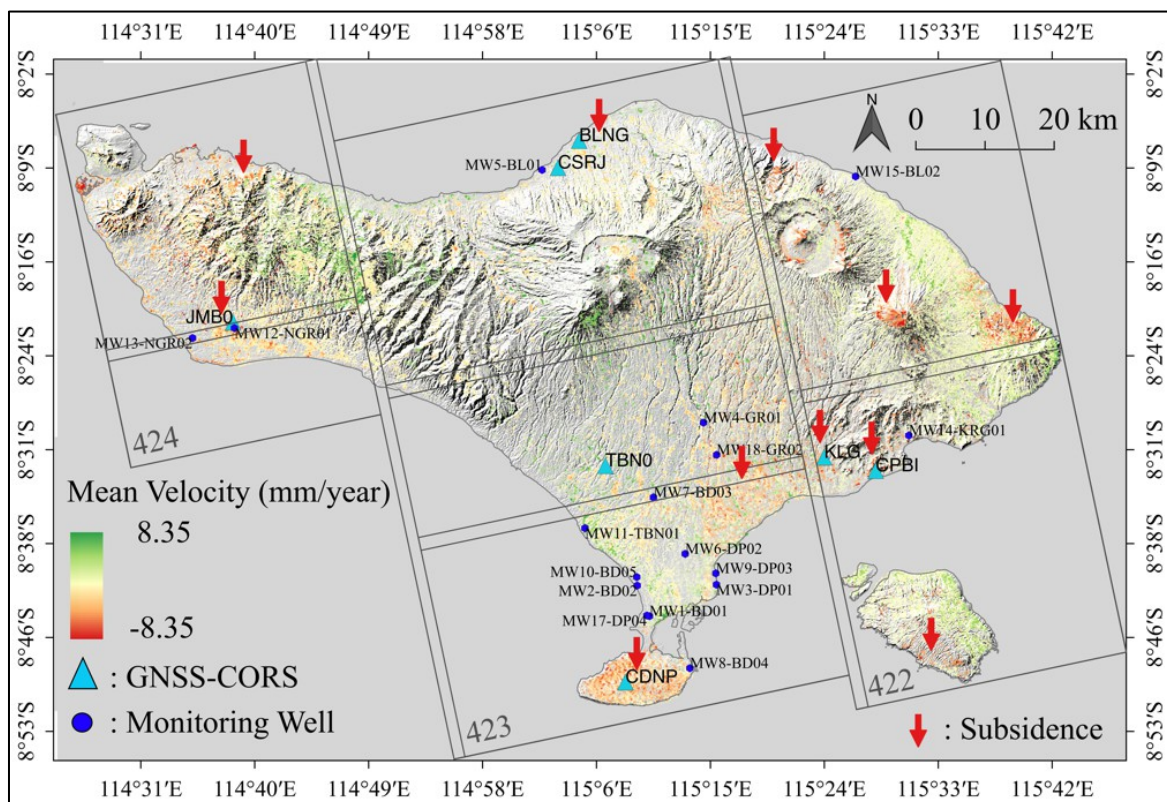 114°31′E 114°40′E 114°49′E 114°58′E 115°6′E 115°15′E 115°24′E 115°33′E 115°42′E
8°2′S 8°2′S
N
0 10 20 km
BLNG
CSRJ
MW5-BL01
MW15-BL02
8°9′S 8°9′S
8°16′S 8°16′S
JMB0
MW12-NGR01
MW13-NGR02
8°24′S 8°24′S
424
MW4-GR01
MW18-GR02
MW14-KRG01
KLG
CPBI
TBN0
8°31′S 8°31′S
MW7-BD03
Mean Velocity (mm/year)
8.35
-8.35
MW11-TBN01
8°38′S 8°38′S
MW6-DP02
MW10-BD05
MW9-DP03
MW2-BD02
MW3-DP01
MW1-BD01
MW17-DP04
8°46′S 8°46′S
MW8-BD04
CDNP
: GNSS-CORS
: Monitoring Well
423
422
: Subsidence
8°53′S 8°53′S
114°31′E 114°40′E 114°49′E 114°58′E 115°6′E 115°15′E 115°24′E 115°33′E 115°42′E